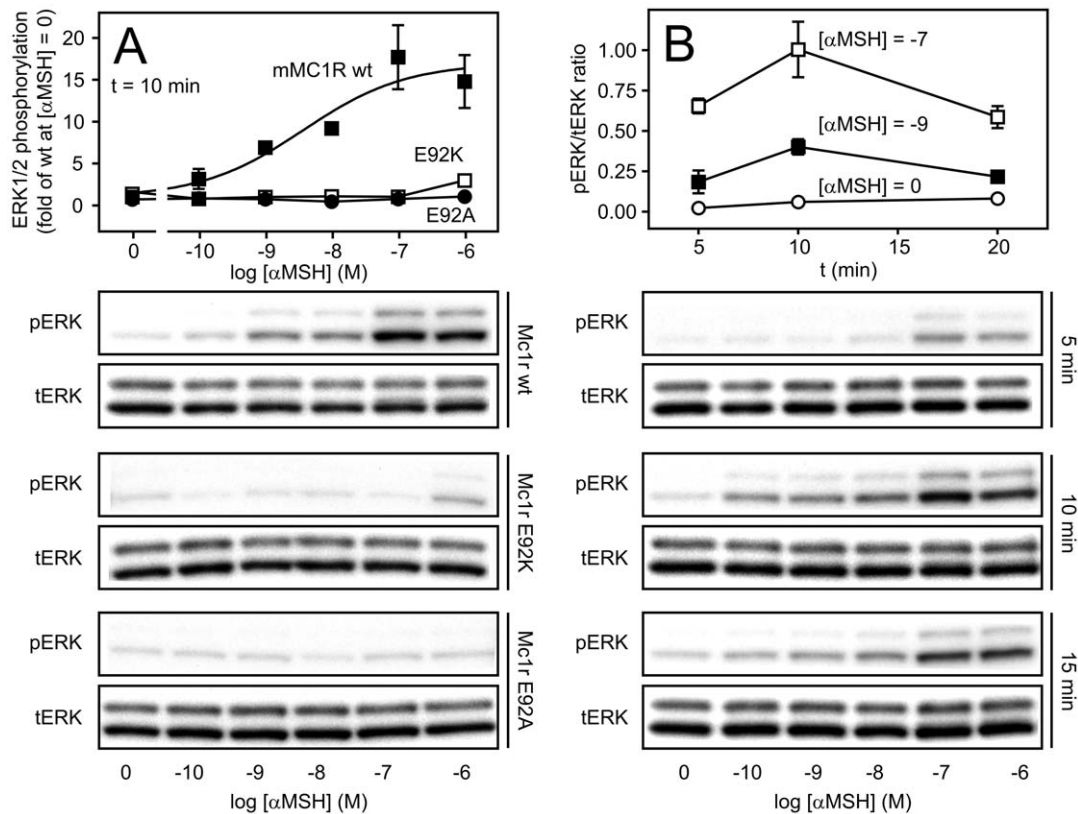 A
t = 10 min
ERK1/2 phosphorylation
(fold of wt at [αMSH] = 0)
20
15
10
5
0
mMC1R wt
E92K
E92A
0 -10 -9 -8 -7 -6
log [αMSH] (M)
pERK
tERK
Mc1r wt
pERK
tERK
Mc1r E92K
pERK
tERK
Mc1r E92A
0 -10 -9 -8 -7 -6
log [αMSH] (M)
B
pERK/tERK ratio
1.00
0.75
0.50
0.25
0.00
[αMSH] = -7
[αMSH] = -9
[αMSH] = 0
5 10 15 20
t (min)
pERK
tERK
5 min
pERK
tERK
10 min
pERK
tERK
15 min
0 -10 -9 -8 -7 -6
log [αMSH] (M)